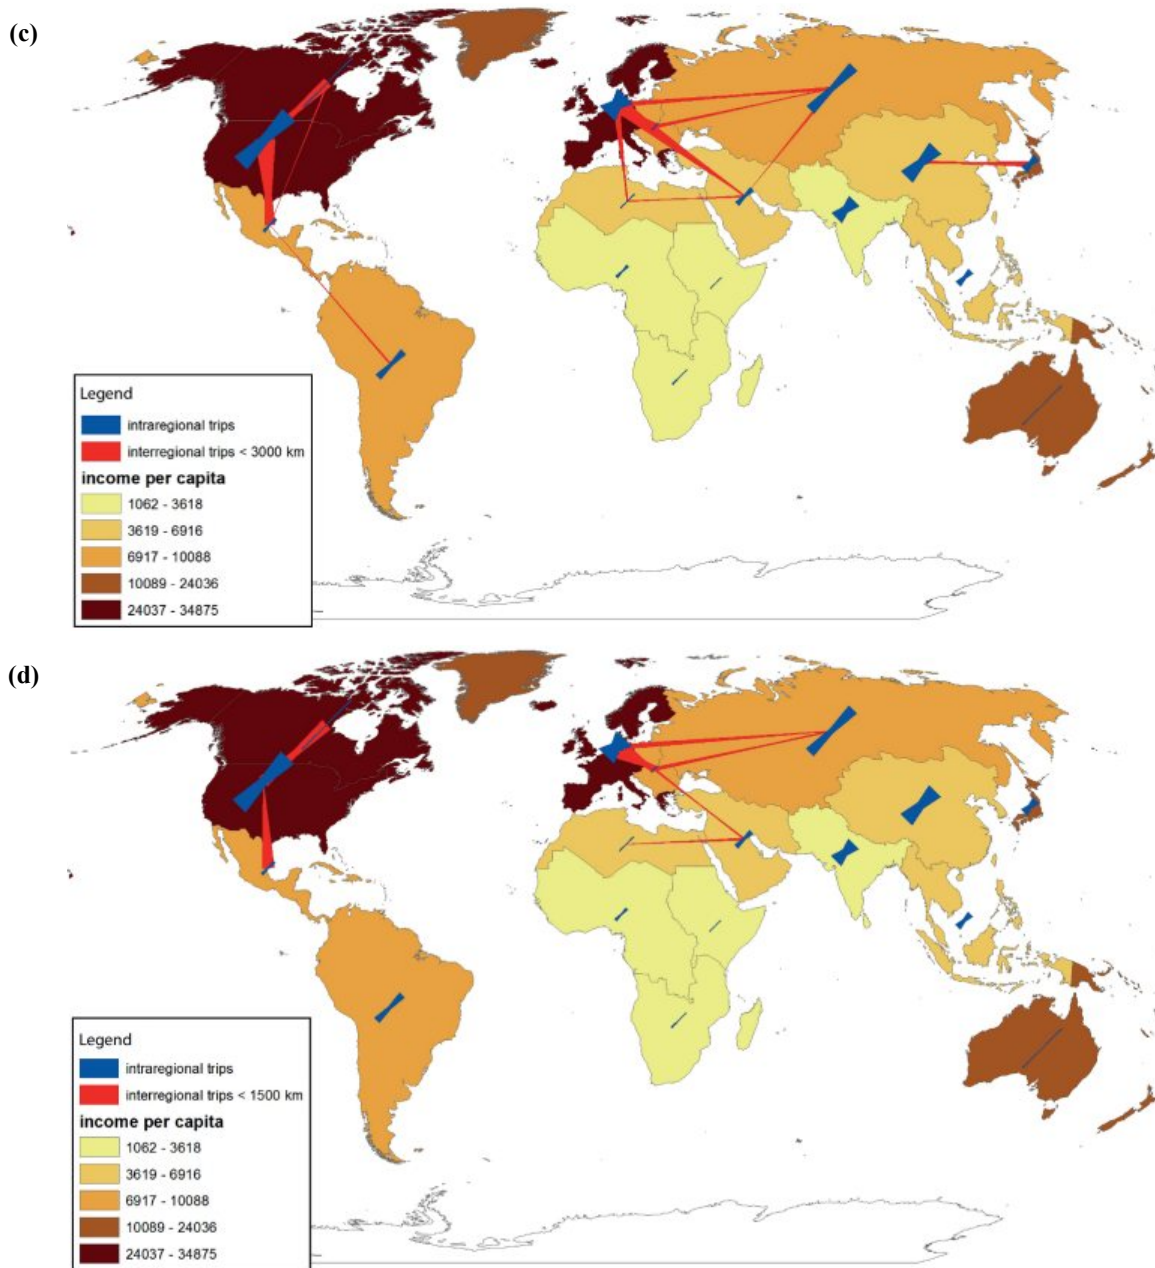 (c)
Legend
intraregional trips
interregional trips < 3000 km
income per capita
1062 - 3618
3619 - 6916
6917 - 10088
10089 - 24036
24037 - 34875
(d)
Legend
intraregional trips
interregional trips < 1500 km
income per capita
1062 - 3618
3619 - 6916
6917 - 10088
10089 - 24036
24037 - 34875